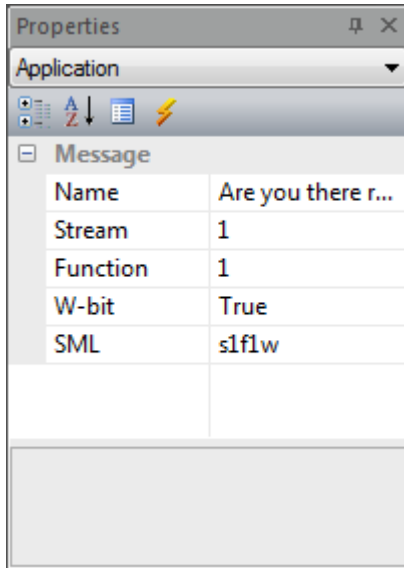 Properties
Application
Message
Name Are you there r...
Stream 1
Function 1
W-bit True
SML s1f1w